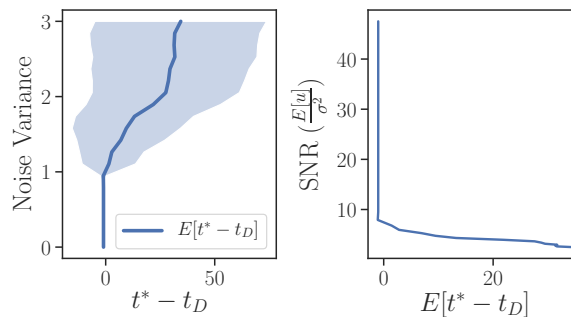 3
2
1
0
Noise Variance
E[t* − t_D]
0
50
t* − t_D
40
30
20
10
SNR (E[u]/σ²)
0
20
E[t* − t_D]